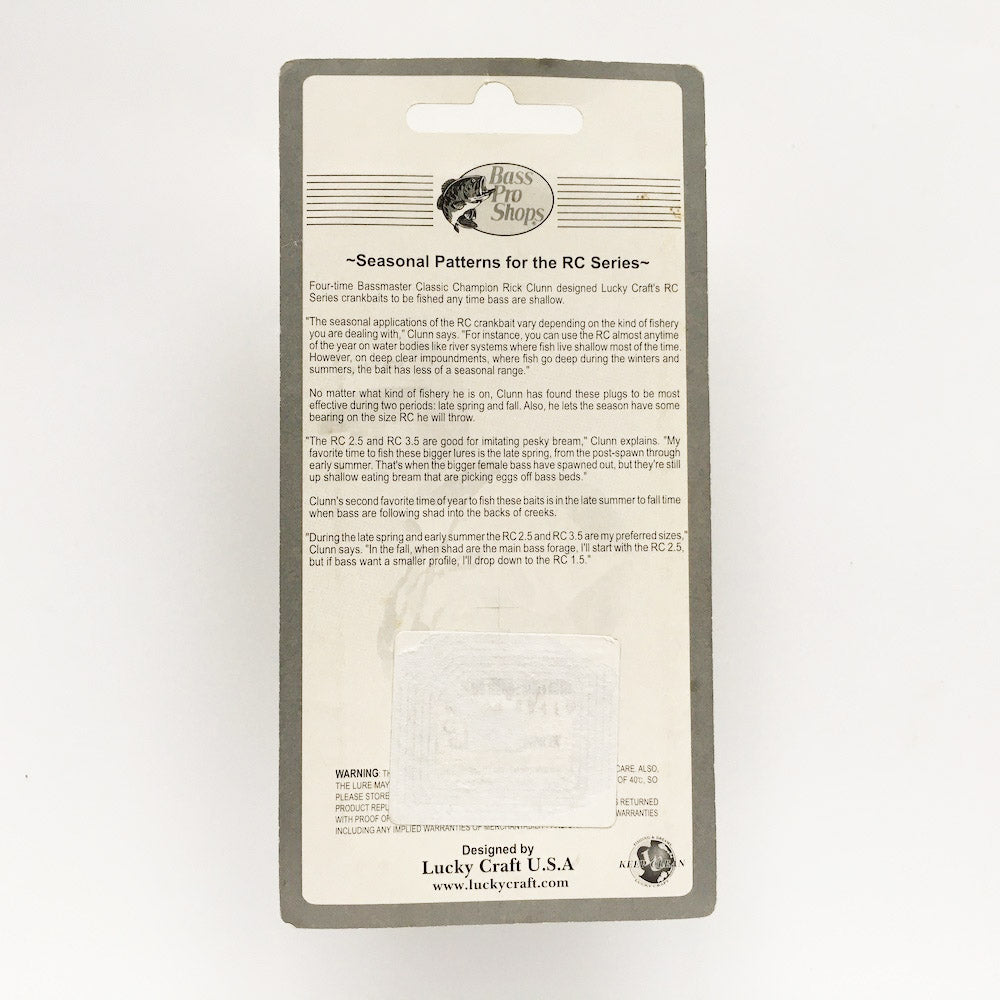 Bass
Pro
Shops
~Seasonal Patterns for the RC Series~
Four-time Bassmaster Classic Champion Rick Clunn designed Lucky Craft's RC
Series crankbaits to be fished any time bass are shallow.
"The seasonal applications of the RC crankbait vary depending on the kind of fishery
you are dealing with," Clunn says. "For instance, you can use the RC almost anytime
of the year on water bodies like river systems where fish live shallow most of the time.
However, on deep clear impoundments, where fish go deep during the winters and
summers, the bait has less of a seasonal range."
No matter what kind of fishery he is on, Clunn has found these plugs to be most
effective during two periods: late spring and fall. Also, he lets the season have some
bearing on the size RC he will throw.
"The RC 2.5 and RC 3.5 are good for imitating pesky bream," Clunn explains. "My
favorite time to fish these bigger lures is the late spring, from the post-spawn through
early summer. That's when the bigger female bass have spawned out, but they're still
up shallow eating bream that are picking eggs off bass beds."
Clunn's second favorite time of year to fish these baits is in the late summer to fall time
when bass are following shad into the backs of creeks.
"During the late spring and early summer the RC 2.5 and RC 3.5 are my preferred sizes,"
Clunn says. "In the fall, when shad are the main bass forage, I'll start with the RC 2.5,
but if bass want a smaller profile, I'll drop down to the RC 1.5."
WARNING: CARE. ALSO,
THE LURE MAY OF 40℃, SO
PLEASE STORE
PRODUCT RETURNED
WITH PROOF OF WARRANTIES
INCLUDING ANY IMPLIED WARRANTIES OF
Designed by
Lucky Craft U.S.A
www.luckycraft.com
KEEP CLEAN